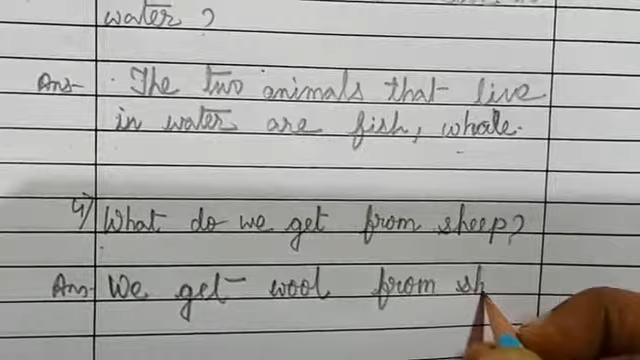 water?
Ans- The two animals that live
in water are fish, whale.
4) What do we get from sheep?
Ans- We get wool from sh